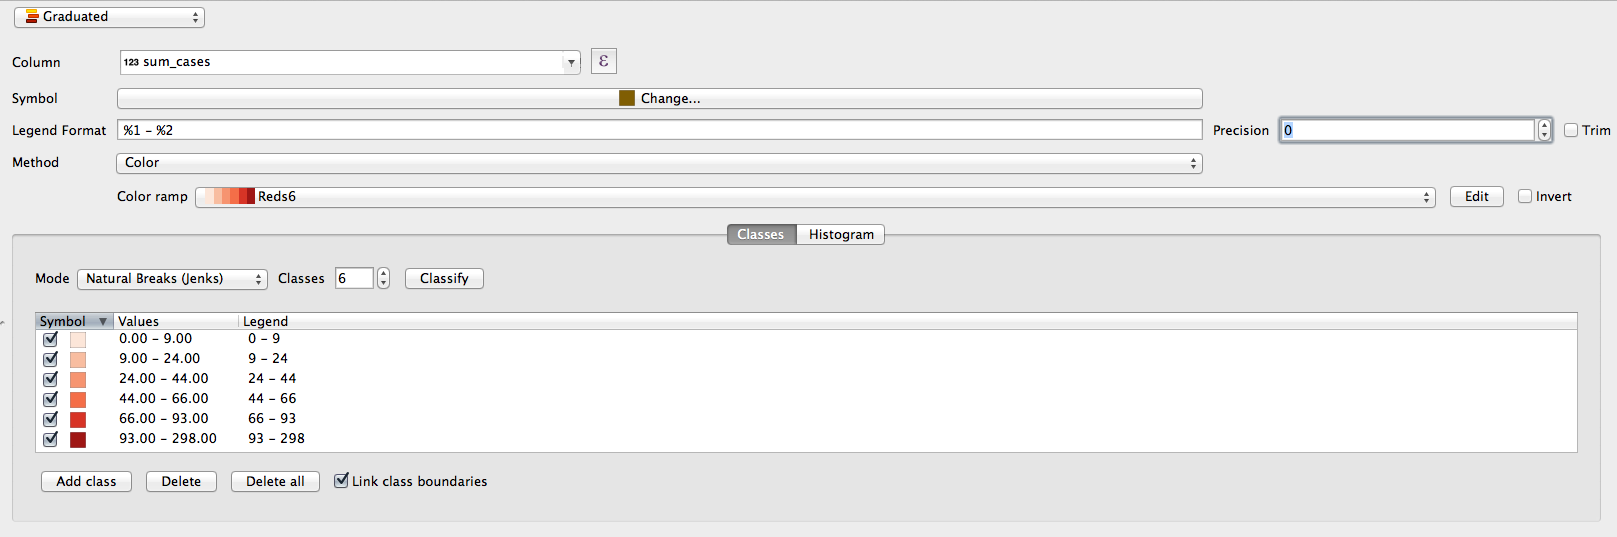 Graduated
Column 123 sum_cases ε
Symbol Change...
Legend Format %1 - %2 Precision 0 Trim
Method Color
Color ramp Reds6 Edit Invert
Classes Histogram
Mode Natural Breaks (Jenks) Classes 6 Classify
Symbol Values Legend
0.00 - 9.00 0 - 9
9.00 - 24.00 9 - 24
24.00 - 44.00 24 - 44
44.00 - 66.00 44 - 66
66.00 - 93.00 66 - 93
93.00 - 298.00 93 - 298
Add class Delete Delete all Link class boundaries